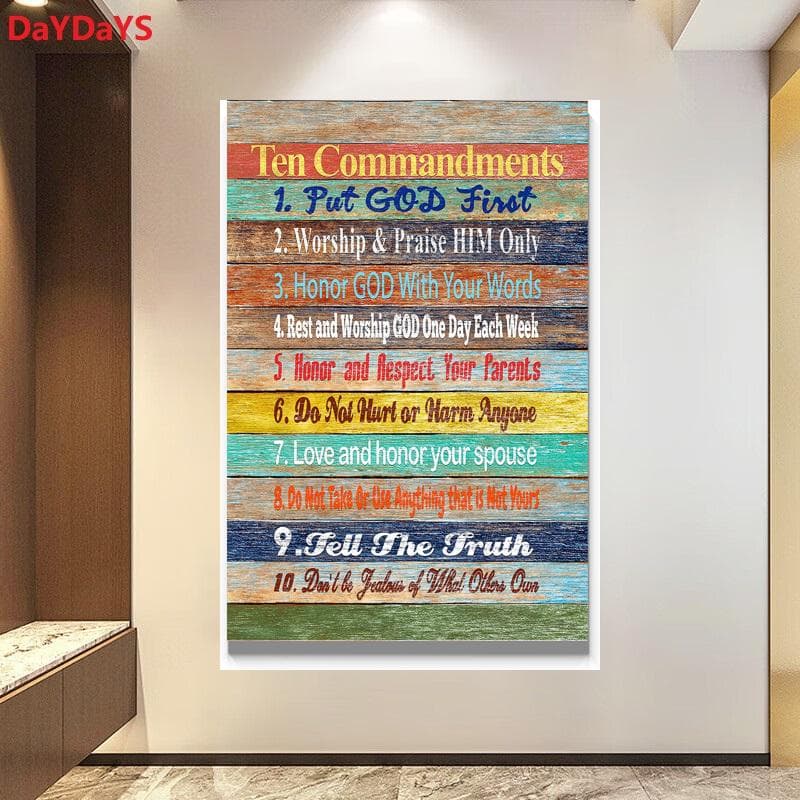 DaYDaYS
Ten Commandments
1. Put GOD First
2. Worship & Praise HIM Only
3. Honor GOD With Your Words
4. Rest and Worship GOD One Day Each Week
5. Honor and Respect Your Parents
6. Do Not Hurt or Harm Anyone
7. Love and honor your spouse
8. Do Not Take Or Use Anything that is Not Yours
9. Tell The Truth
10. Don't be Jealous of What Others Own